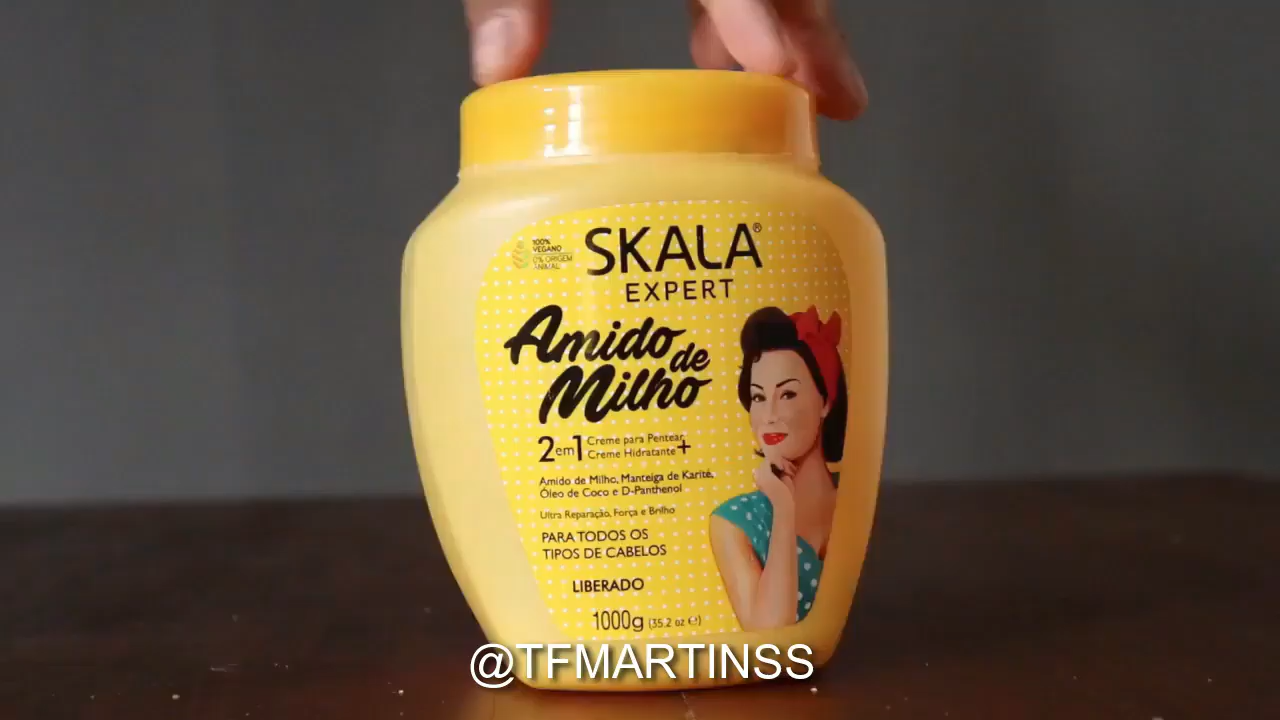 100%
VEGANO
0% ORIGEM
ANIMAL
SKALA®
EXPERT
Amido de
Milho
2em1 Creme para Pentear +
Creme Hidratante
Amido de Milho, Manteiga de Karité,
Óleo de Coco e D-Panthenol
Ultra Reparação, Força e Brilho
PARA TODOS OS
TIPOS DE CABELOS
LIBERADO
1000g (35.2 oz ℮)
@TFMARTINSS